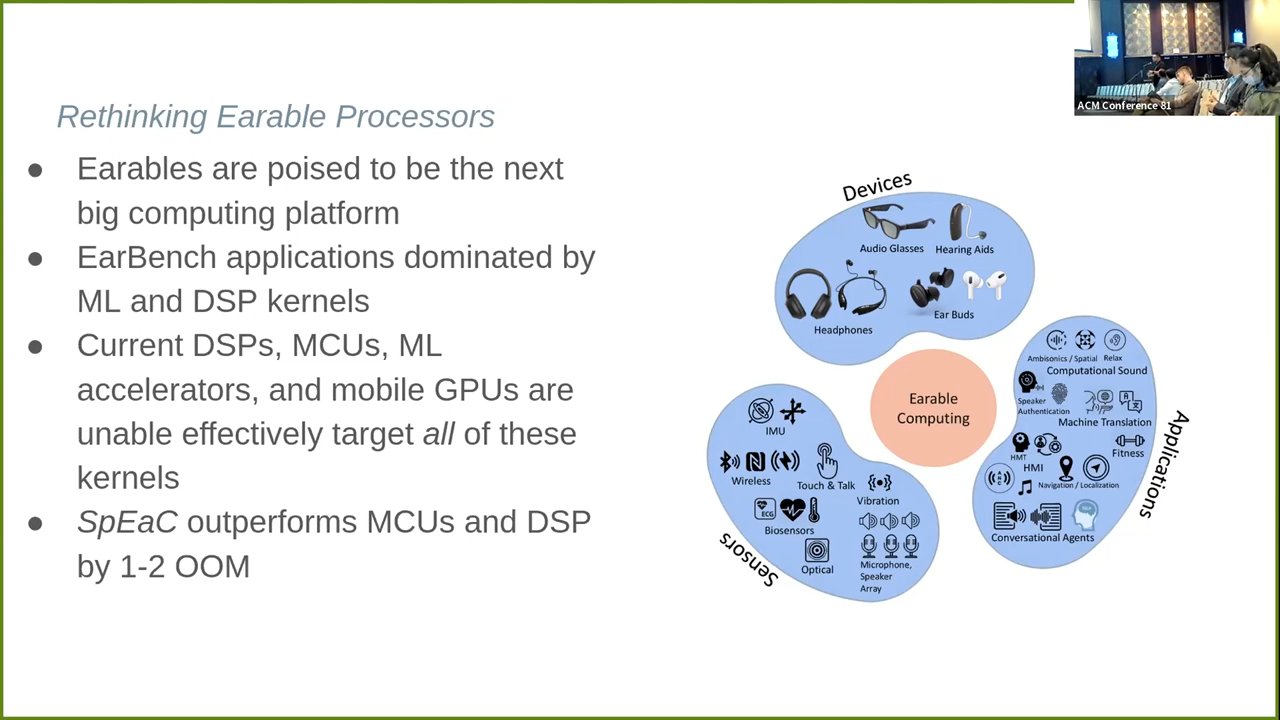 ACM Conference 81
Rethinking Earable Processors
● Earables are poised to be the next
big computing platform
● EarBench applications dominated by
ML and DSP kernels
● Current DSPs, MCUs, ML
accelerators, and mobile GPUs are
unable effectively target all of these
kernels
● SpEaC outperforms MCUs and DSP
by 1-2 OOM
Devices
Audio Glasses
Hearing Aids
Headphones
Ear Buds
Earable
Computing
Applications
Ambisonics / Spatial
Relax
Computational Sound
Speaker
Authentication
Machine Translation
HMT
HMI
Fitness
Navigation / Localization
Conversational Agents
Sensors
IMU
Wireless
Touch & Talk
Vibration
ECG
Biosensors
Optical
Microphone,
Speaker
Array